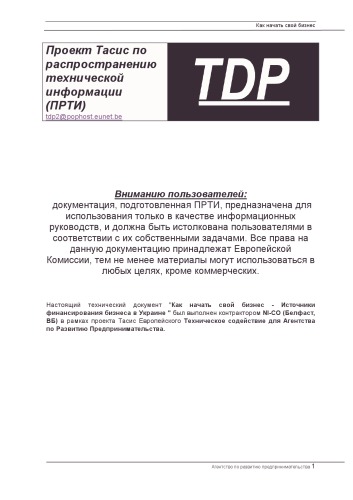 Как начать свой бизнес
Проект Тасис по
распространению
технической
информации
(ПРТИ)
tdp2@pophost.eunet.be
TDP
Вниманию пользователей:
документация, подготовленная ПРТИ, предназначена для
использования только в качестве информационных
руководств, и должна быть истолкована пользователями в
соответствии с их собственными задачами. Все права на
данную документацию принадлежат Европейской
Комиссии, тем не менее материалы могут использоваться в
любых целях, кроме коммерческих.
Настоящий технический документ "Как начать свой бизнес - Источники
финансирования бизнеса в Украине " был выполнен контрактором NI-CO (Белфаст,
ВБ) в рамках проекта Тасис Европейского Техническое содействие для Агентства
по Развитию Предпринимательства.
Агентство по развитию предпринимательства 1